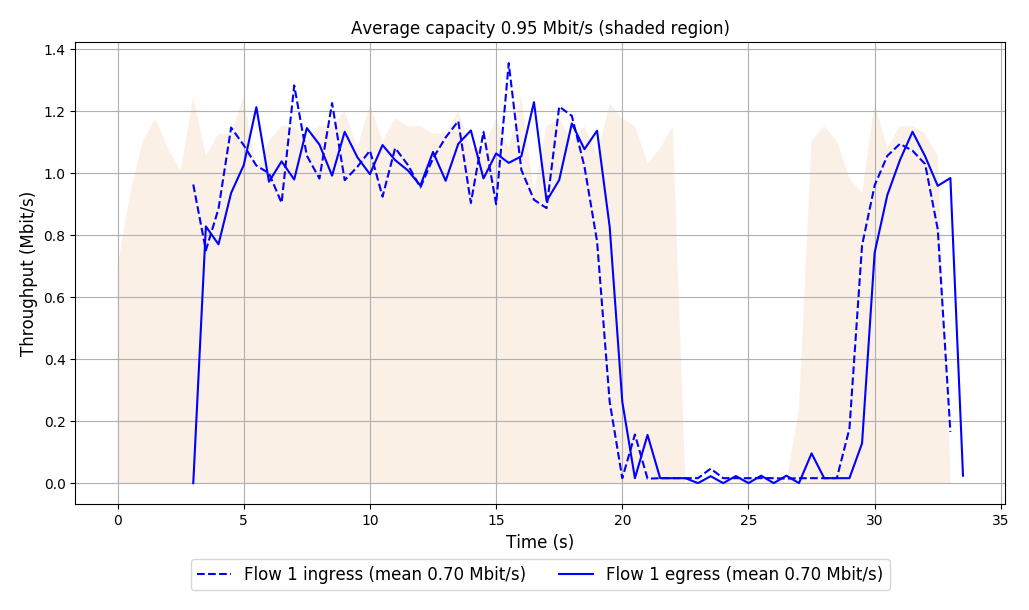 Average capacity 0.95 Mbit/s (shaded region)
1.4
1.2
1.0
0.8
0.6
0.4
0.2
0.0
Throughput (Mbit/s)
0 5 10 15 20 25 30 35
Time (s)
Flow 1 ingress (mean 0.70 Mbit/s) Flow 1 egress (mean 0.70 Mbit/s)